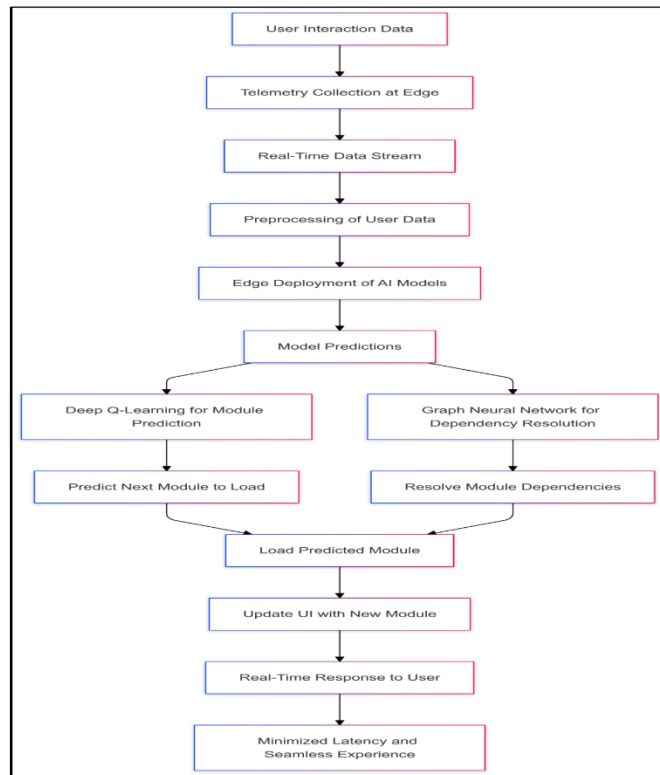 User Interaction Data
Telemetry Collection at Edge
Real-Time Data Stream
Preprocessing of User Data
Edge Deployment of AI Models
Model Predictions
Deep Q-Learning for Module
Prediction
Graph Neural Network for
Dependency Resolution
Predict Next Module to Load
Resolve Module Dependencies
Load Predicted Module
Update UI with New Module
Real-Time Response to User
Minimized Latency and
Seamless Experience